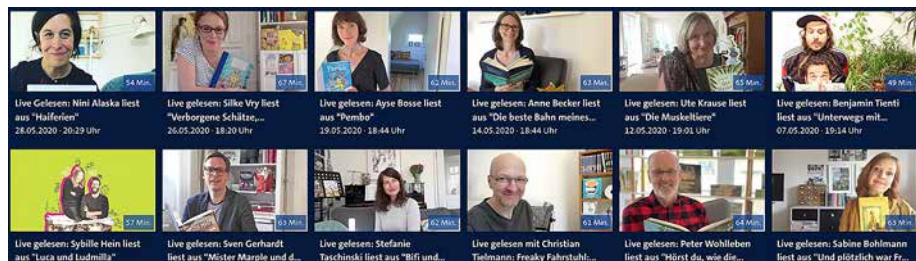 54 Min.
67 Min.
62 Min.
63 Min.
65 Min.
49 Min.
Live Gelesen: Nini Alaska liest
aus "Haiferien"
28.05.2020 · 20:29 Uhr
Live gelesen: Silke Vry liest
"Verborgene Schätze,...
26.05.2020 · 18:20 Uhr
Live gelesen: Ayse Bosse liest
aus "Pembo"
19.05.2020 · 18:44 Uhr
Live gelesen: Anne Becker liest
aus "Die beste Bahn meines...
14.05.2020 · 18:44 Uhr
Live gelesen: Ute Krause liest
aus "Die Muskeltiere"
12.05.2020 · 19:01 Uhr
Live gelesen: Benjamin Tienti
liest aus "Unterwegs mit...
07.05.2020 · 19:14 Uhr
57 Min.
63 Min.
62 Min.
61 Min.
64 Min.
63 Min.
Live gelesen: Sybille Hein liest
aus "Luca und Ludmilla"
Live gelesen: Sven Gerhardt
liest aus "Mister Marple und d...
Live gelesen: Stefanie
Taschinski liest aus "Bifi und...
Live gelesen mit Christian
Tielmann: Freaky Fahrstuhl:...
Live gelesen: Peter Wohlleben
liest aus "Hörst du, wie die...
Live gelesen: Sabine Bohlmann
liest aus "Und plötzlich war Fr...